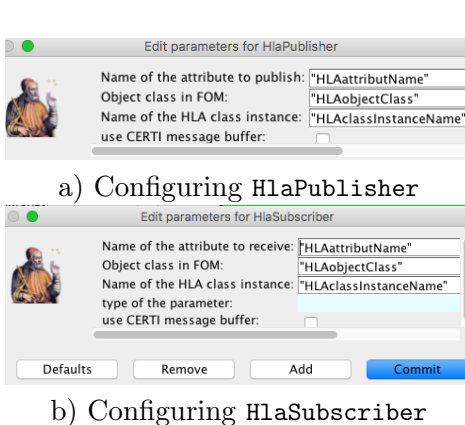 Edit parameters for HlaPublisher
Name of the attribute to publish: "HLAattributName"
Object class in FOM: "HLAobjectClass"
Name of the HLA class instance: "HLAclassInstanceName"
use CERTI message buffer:
a) Configuring HlaPublisher
Edit parameters for HlaSubscriber
Name of the attribute to receive: "HLAattributName"
Object class in FOM: "HLAobjectClass"
Name of the HLA class instance: "HLAclassInstanceName"
type of the parameter:
use CERTI message buffer:
Defaults Remove Add Commit
b) Configuring HlaSubscriber